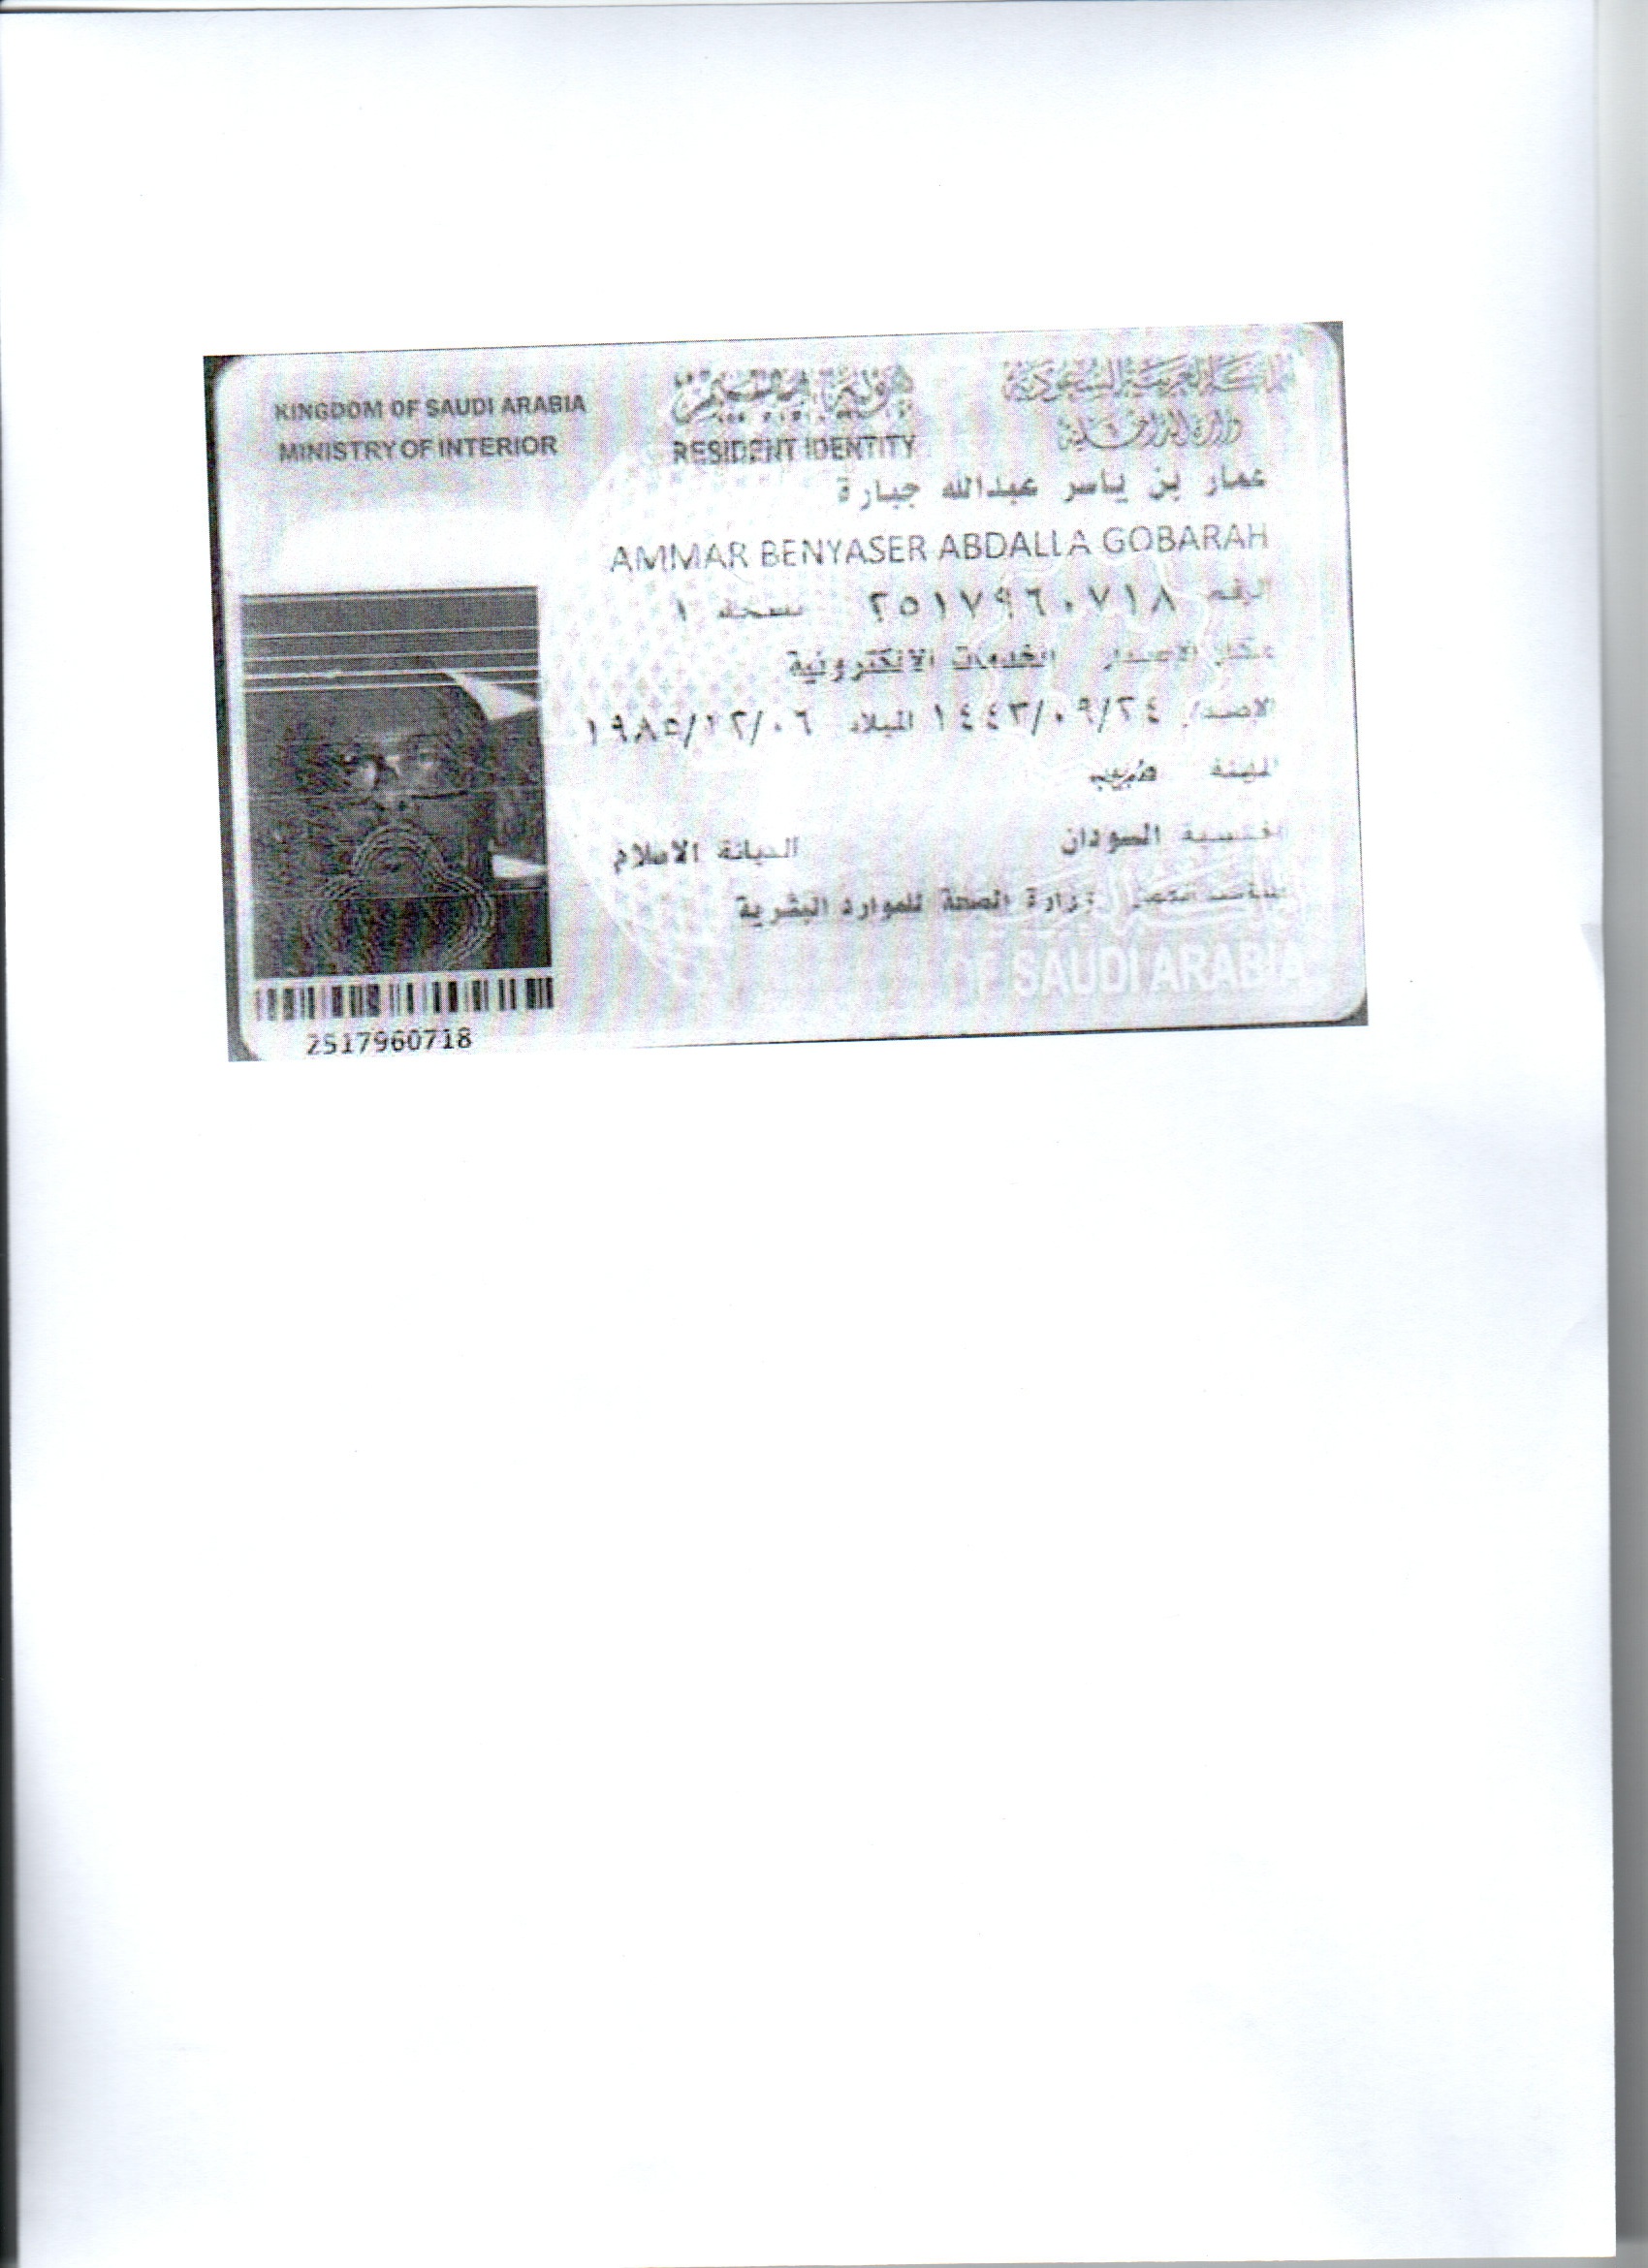 KINGDOM OF SAUDI ARABIA
MINISTRY OF INTERIOR
هوية مقيم
RESIDENT IDENTITY
المملكة العربية السعودية
وزارة الداخلية
عمار بن ياسر عبدالله جبارة
AMMAR BENYASER ABDALLA GOBARAH
الرقم ٢٥١٧٩٦٠٧١٨ نسخة ١
مكان الاصدار الخدمات الالكترونية
الاصدار ١٤٤٣/٠٩/٢٤ الميلاد ١٩٨٥/١٢/٠٦
المهنة طبيب
الجنسية السودان الديانة الاسلام
وزارة الصحة للموارد البشرية
OF SAUDI ARABIA
2517960718